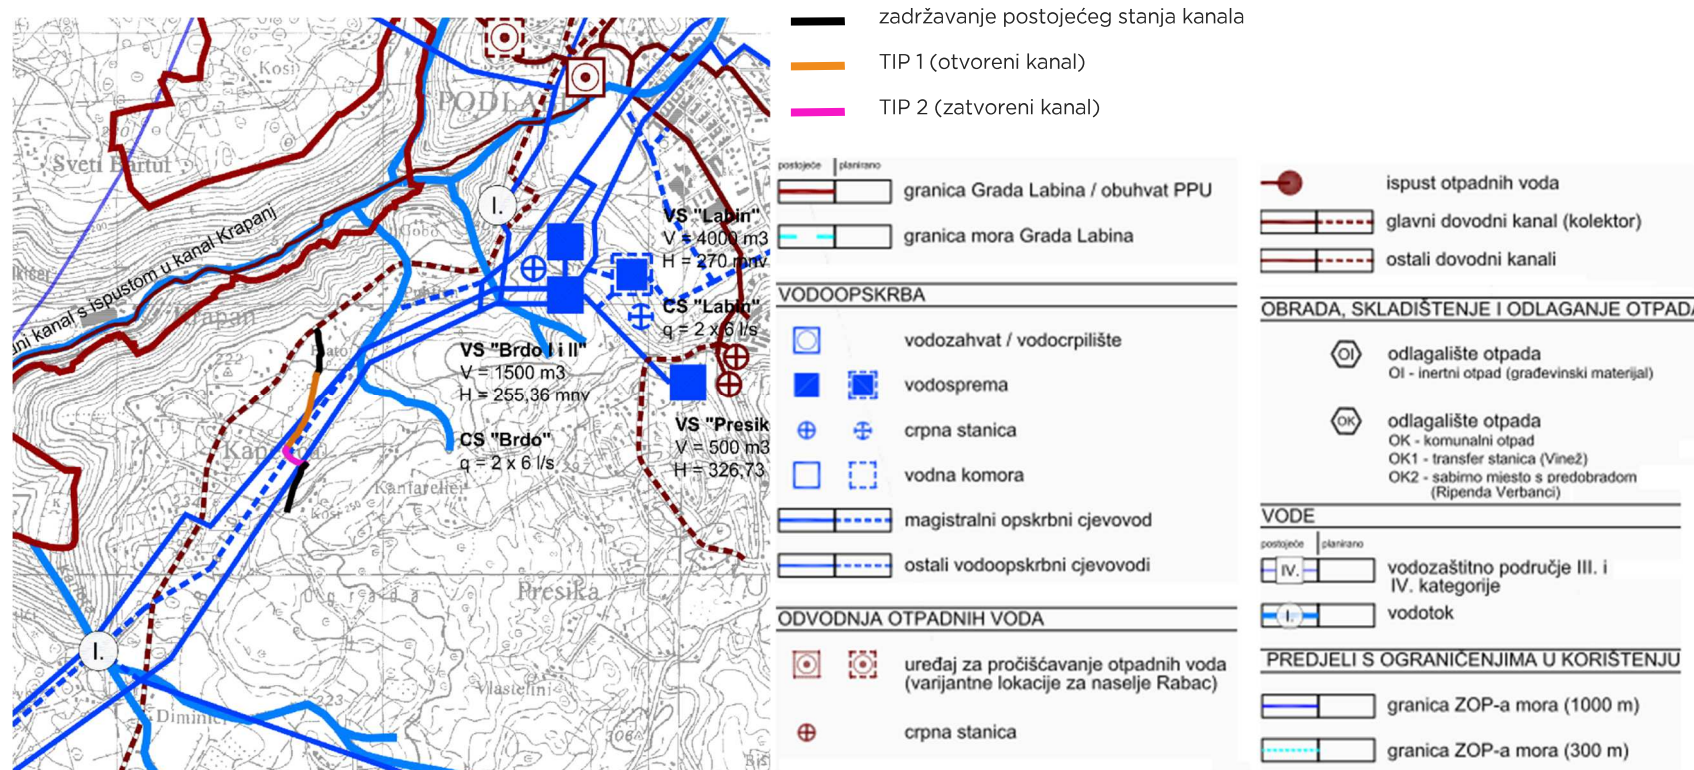 zadržavanje postojećeg stanja kanala
TIP 1 (otvoreni kanal)
TIP 2 (zatvoreni kanal)
Kosi
PODLABIN
Sveti Bartul
I.
VS "Labin"
V = 4000 m3
H = 270 mnv
CS "Labin"
q = 2 x 6 l/s
uni kanal s ispustom u kanal Krapanj
Krapan
VS "Brdo I i II"
V = 1500 m3
H = 255,36 mnv
CS "Brdo"
q = 2 x 6 l/s
VS "Presik
V = 500 m3
H = 326,73
222
Kanfarelići
Kosi
Presika
I.
223
Vlastelini
Dimini
postojeće planirano
granica Grada Labina / obuhvat PPU
granica mora Grada Labina
VODOOPSKRBA
vodozahvat / vodocrpilište
vodosprema
crpna stanica
vodna komora
magistralni opskrbni cjevovod
ostali vodoopskrbni cjevovodi
ODVODNJA OTPADNIH VODA
uređaj za pročišćavanje otpadnih voda
(varijantne lokacije za naselje Rabac)
crpna stanica
ispust otpadnih voda
glavni dovodni kanal (kolektor)
ostali dovodni kanali
OBRADA, SKLADIŠTENJE I ODLAGANJE OTPADA
OI
odlagalište otpada
OI - inertni otpad (građevinski materijal)
OK
odlagalište otpada
OK - komunalni otpad
OK1 - transfer stanica (Vinež)
OK2 - sabirno mjesto s predobradom
(Ripenda Verbanci)
VODE
postojeće planirano
IV.
vodozaštitno područje III. i
IV. kategorije
I.
vodotok
PREDJELI S OGRANIČENJIMA U KORIŠTENJU
granica ZOP-a mora (1000 m)
granica ZOP-a mora (300 m)